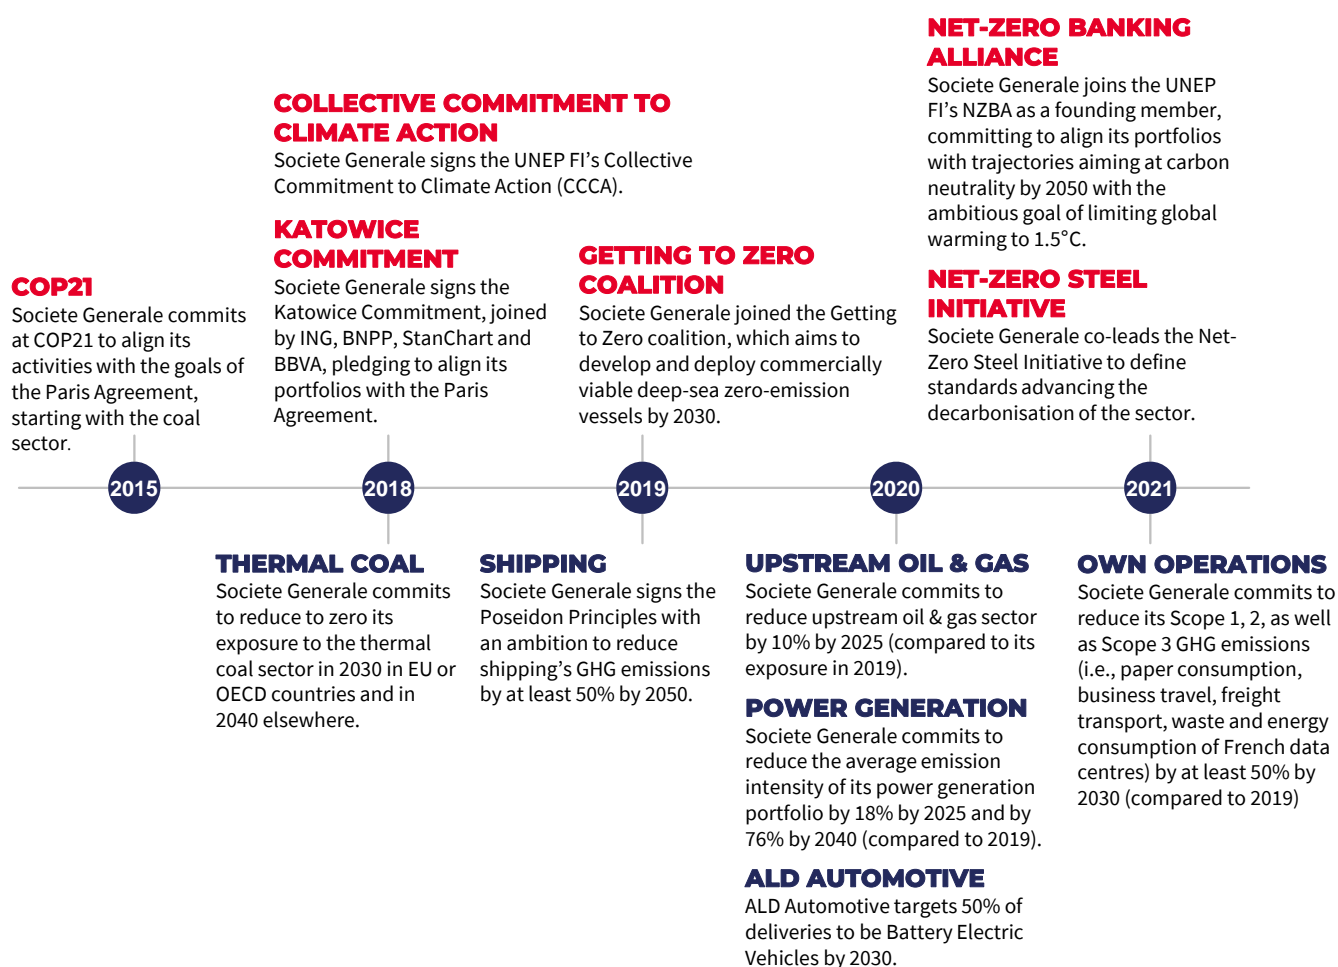 COP21
Societe Generale commits
at COP21 to align its
activities with the goals of
the Paris Agreement,
starting with the coal
sector.
COLLECTIVE COMMITMENT TO
CLIMATE ACTION
Societe Generale signs the UNEP FI’s Collective
Commitment to Climate Action (CCCA).
KATOWICE
COMMITMENT
Societe Generale signs the
Katowice Commitment, joined
by ING, BNPP, StanChart and
BBVA, pledging to align its
portfolios with the Paris
Agreement.
GETTING TO ZERO
COALITION
Societe Generale joined the Getting
to Zero coalition, which aims to
develop and deploy commercially
viable deep-sea zero-emission
vessels by 2030.
NET-ZERO BANKING
ALLIANCE
Societe Generale joins the UNEP
FI’s NZBA as a founding member,
committing to align its portfolios
with trajectories aiming at carbon
neutrality by 2050 with the
ambitious goal of limiting global
warming to 1.5°C.
NET-ZERO STEEL
INITIATIVE
Societe Generale co-leads the Net-
Zero Steel Initiative to define
standards advancing the
decarbonisation of the sector.
2015
2018
2019
2020
2021
THERMAL COAL
Societe Generale commits
to reduce to zero its
exposure to the thermal
coal sector in 2030 in EU or
OECD countries and in
2040 elsewhere.
SHIPPING
Societe Generale signs the
Poseidon Principles with
an ambition to reduce
shipping’s GHG emissions
by at least 50% by 2050.
UPSTREAM OIL & GAS
Societe Generale commits to
reduce upstream oil & gas sector
by 10% by 2025 (compared to its
exposure in 2019).
POWER GENERATION
Societe Generale commits to
reduce the average emission
intensity of its power generation
portfolio by 18% by 2025 and by
76% by 2040 (compared to 2019).
ALD AUTOMOTIVE
ALD Automotive targets 50% of
deliveries to be Battery Electric
Vehicles by 2030.
OWN OPERATIONS
Societe Generale commits to
reduce its Scope 1, 2, as well
as Scope 3 GHG emissions
(i.e., paper consumption,
business travel, freight
transport, waste and energy
consumption of French data
centres) by at least 50% by
2030 (compared to 2019)